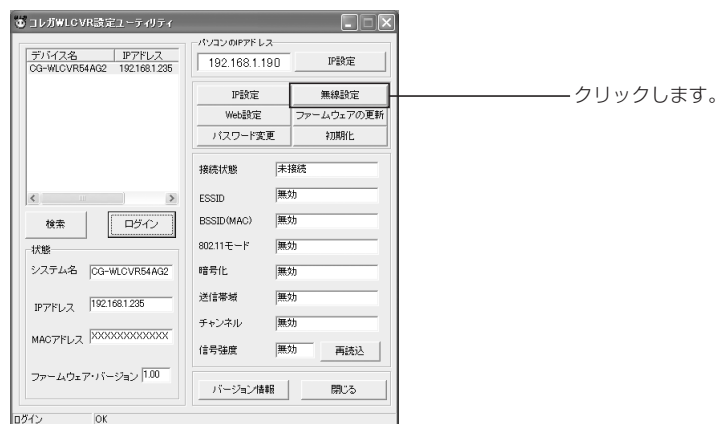 コレガWLCVR設定ユーティリティ
デバイス名 IPアドレス
CG-WLCVR54AG2 192.168.1.235
検索 ログイン
状態
システム名 CG-WLCVR54AG2
IPアドレス 192.168.1.235
MACアドレス XXXXXXXXXXXX
ファームウェア・バージョン 1.00
パソコンのIPアドレス
192.168.1.190 IP設定
IP設定 無線設定
Web設定 ファームウェアの更新
パスワード変更 初期化
接続状態 未接続
ESSID 無効
BSSID(MAC) 無効
802.11モード 無効
暗号化 無効
送信帯域 無効
チャンネル 無効
信号強度 無効 再読込
バージョン情報 閉じる
ログイン OK
クリックします。